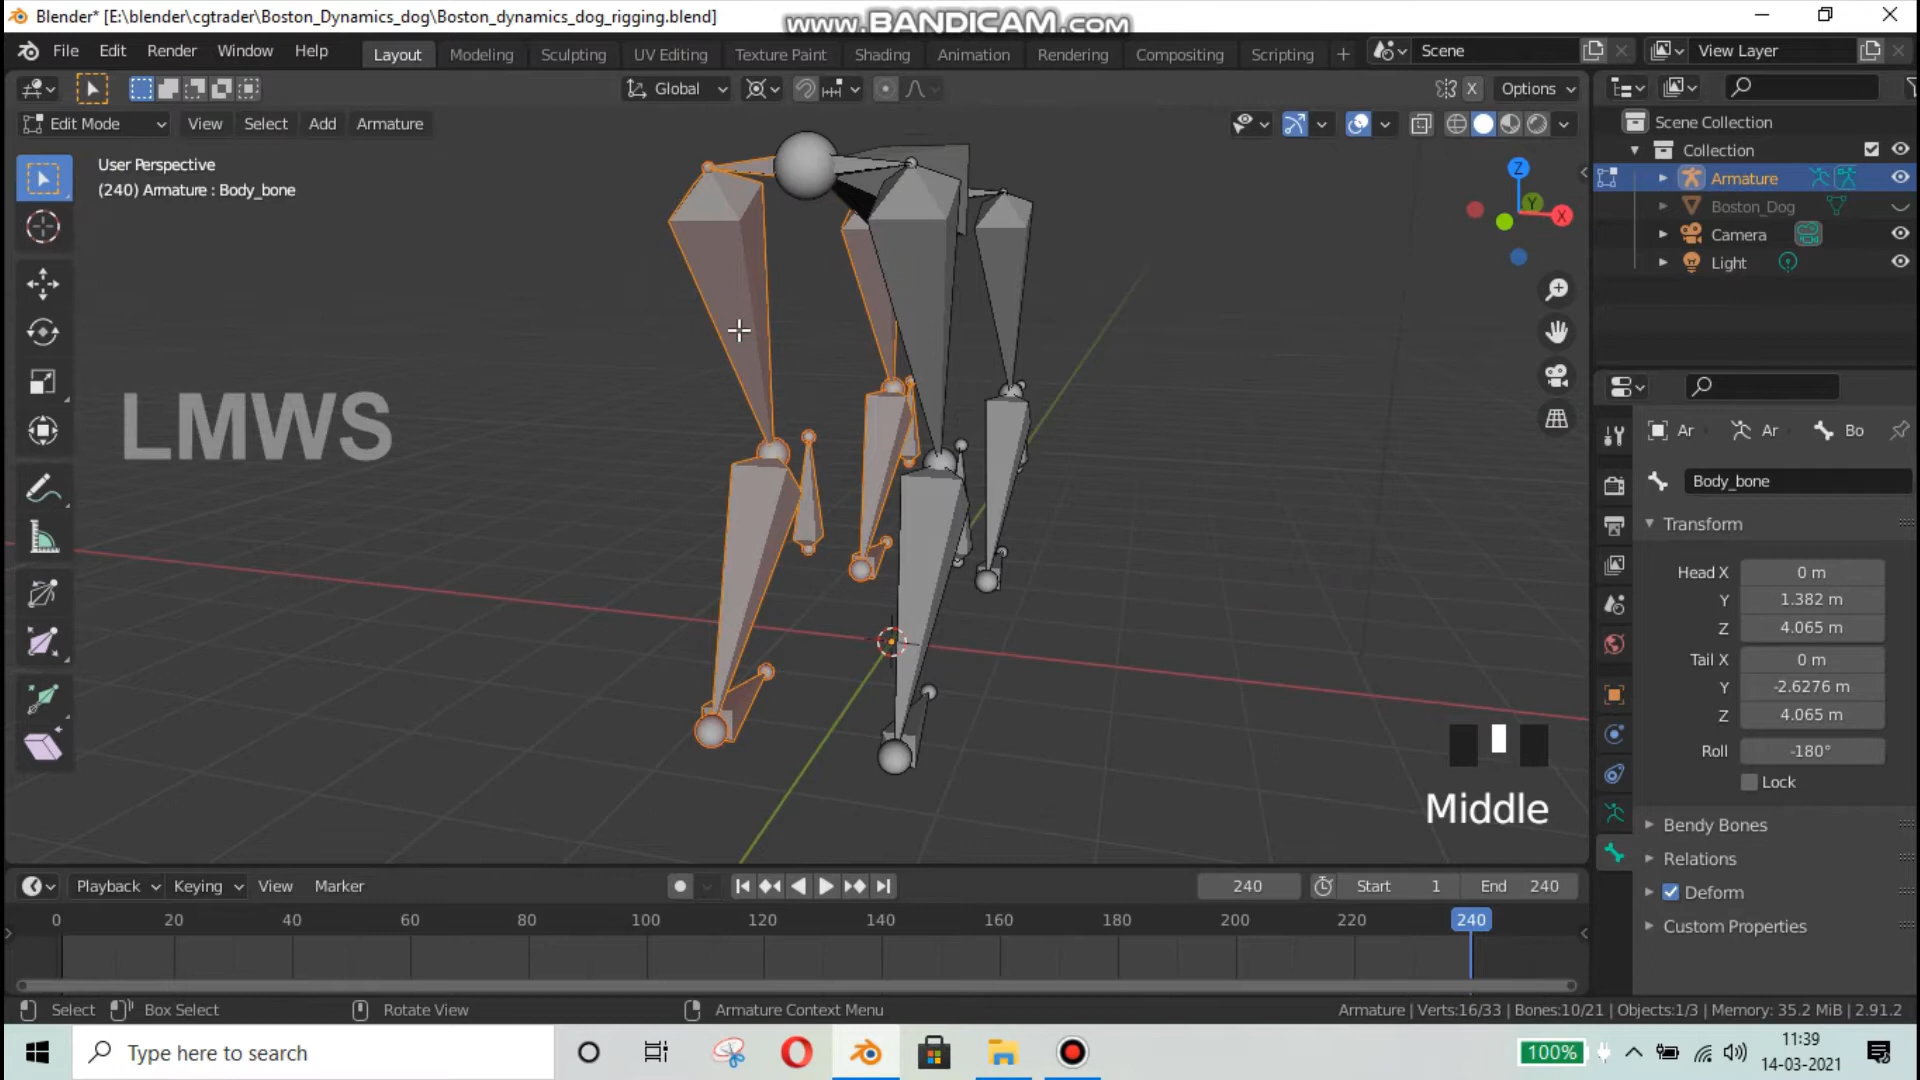 Blender* [E:\blender\cgtrader\Boston_Dynamics_dog\Boston_dynamics_dog_rigging.blend]
www.BANDICAM.com
File Edit Render Window Help
Layout Modeling Sculpting UV Editing Texture Paint Shading Animation Rendering Compositing Scripting +
Scene
View Layer
Global
X
Options
Edit Mode View Select Add Armature
User Perspective
(240) Armature : Body_bone
LMWS
Z
Y
X
Scene Collection
Collection
Armature
Boston_Dog
Camera
Light
Ar Ar Bo
Body_bone
Transform
Head X 0 m
Y 1.382 m
Z 4.065 m
Tail X 0 m
Y -2.6276 m
Z 4.065 m
Roll -180°
Lock
Bendy Bones
Relations
Deform
Custom Properties
Middle
Playback Keying View Marker
240 Start 1 End 240
0 20 40 60 80 100 120 140 160 180 200 220 240
Select Box Select Rotate View Armature Context Menu
Armature | Verts:16/33 | Bones:10/21 | Objects:1/3 | Memory: 35.2 MiB | 2.91.2
Type here to search
100%
11:39
14-03-2021